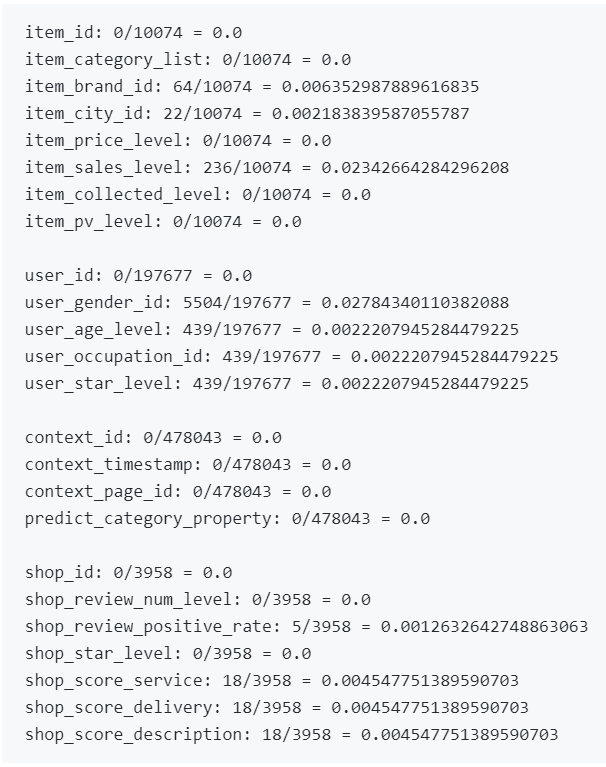 item_id: 0/10074 = 0.0
item_category_list: 0/10074 = 0.0
item_brand_id: 64/10074 = 0.006352987889616835
item_city_id: 22/10074 = 0.002183839587055787
item_price_level: 0/10074 = 0.0
item_sales_level: 236/10074 = 0.02342664284296208
item_collected_level: 0/10074 = 0.0
item_pv_level: 0/10074 = 0.0
user_id: 0/197677 = 0.0
user_gender_id: 5504/197677 = 0.02784340110382088
user_age_level: 439/197677 = 0.0022207945284479225
user_occupation_id: 439/197677 = 0.0022207945284479225
user_star_level: 439/197677 = 0.0022207945284479225
context_id: 0/478043 = 0.0
context_timestamp: 0/478043 = 0.0
context_page_id: 0/478043 = 0.0
predict_category_property: 0/478043 = 0.0
shop_id: 0/3958 = 0.0
shop_review_num_level: 0/3958 = 0.0
shop_review_positive_rate: 5/3958 = 0.0012632642748863063
shop_star_level: 0/3958 = 0.0
shop_score_service: 18/3958 = 0.004547751389590703
shop_score_delivery: 18/3958 = 0.004547751389590703
shop_score_description: 18/3958 = 0.004547751389590703